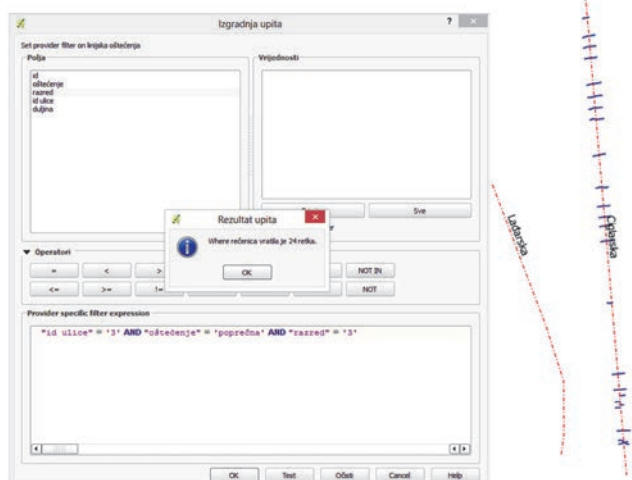 Izgradnja upita
?
Set provider filter on linijska oštećenja
Polja
Vrijednosti
id
oštećenje
razred
id ulice
duljina
Sve
Rezultat upita
Where rečenica vratila je 24 retka.
OK
Operatori
= < > NOT IN
<= >= != NOT
Provider specific filter expression
"id ulice" = '3' AND "oštećenje" = 'poprečna' AND "razred" = '3'
OK Test Očisti Cancel Help
Lađarska
Ciglarska